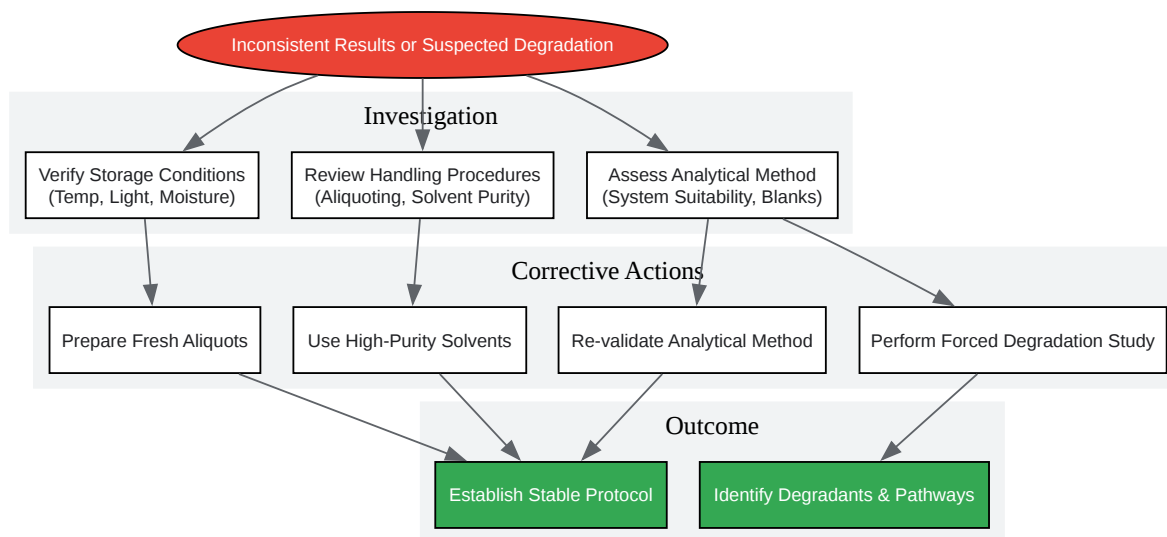 Inconsistent Results or Suspected Degradation
Investigation
Verify Storage Conditions
(Temp, Light, Moisture)
Review Handling Procedures
(Aliquoting, Solvent Purity)
Assess Analytical Method
(System Suitability, Blanks)
Corrective Actions
Prepare Fresh Aliquots
Use High-Purity Solvents
Re-validate Analytical Method
Perform Forced Degradation Study
Outcome
Establish Stable Protocol
Identify Degradants & Pathways